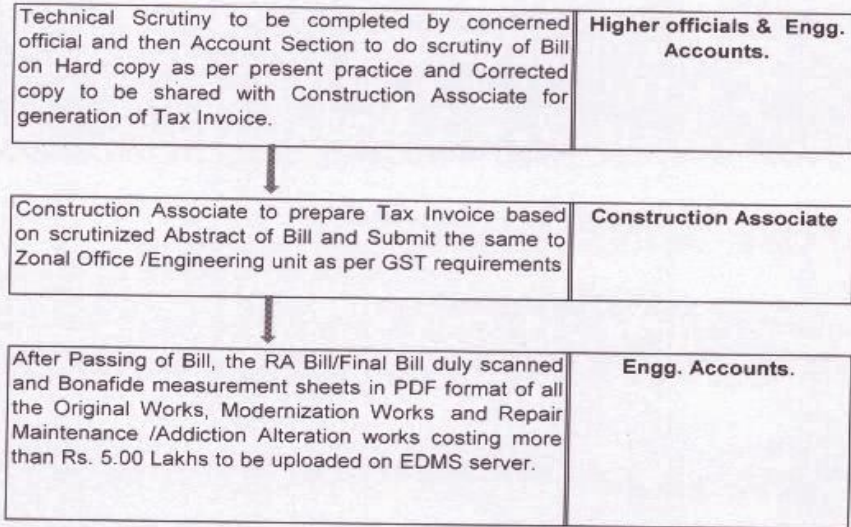 Technical Scrutiny to be completed by concerned
official and then Account Section to do scrutiny of Bill
on Hard copy as per present practice and Corrected
copy to be shared with Construction Associate for
generation of Tax Invoice.
Higher officials & Engg.
Accounts.
Construction Associate to prepare Tax Invoice based
on scrutinized Abstract of Bill and Submit the same to
Zonal Office /Engineering unit as per GST requirements
Construction Associate
After Passing of Bill, the RA Bill/Final Bill duly scanned
and Bonafide measurement sheets in PDF format of all
the Original Works, Modernization Works and Repair
Maintenance /Addiction Alteration works costing more
than Rs. 5.00 Lakhs to be uploaded on EDMS server.
Engg. Accounts.